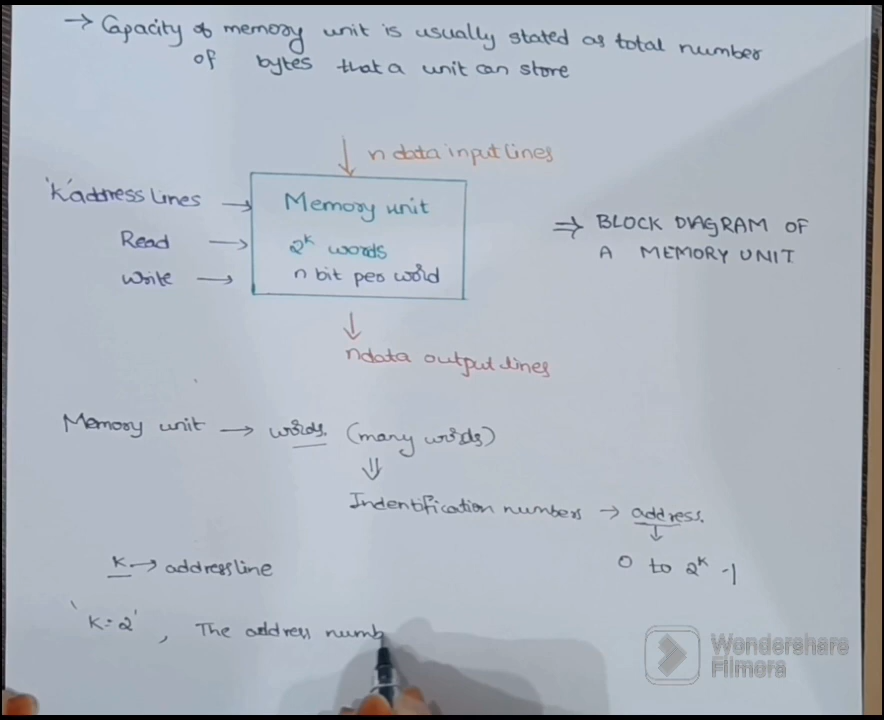 → Capacity of memory unit is usually stated as total number
of bytes that a unit can store
n data input lines
'k' address lines →
Read →
Write →
Memory unit
2^k words
n bit per word
⇒ BLOCK DIAGRAM OF
A MEMORY UNIT
n data output lines
Memory unit → words. (many words)
Indentification numbers → address.
0 to 2^k -1
k → address line
'k=2', The address numb
Wondershare
Filmora